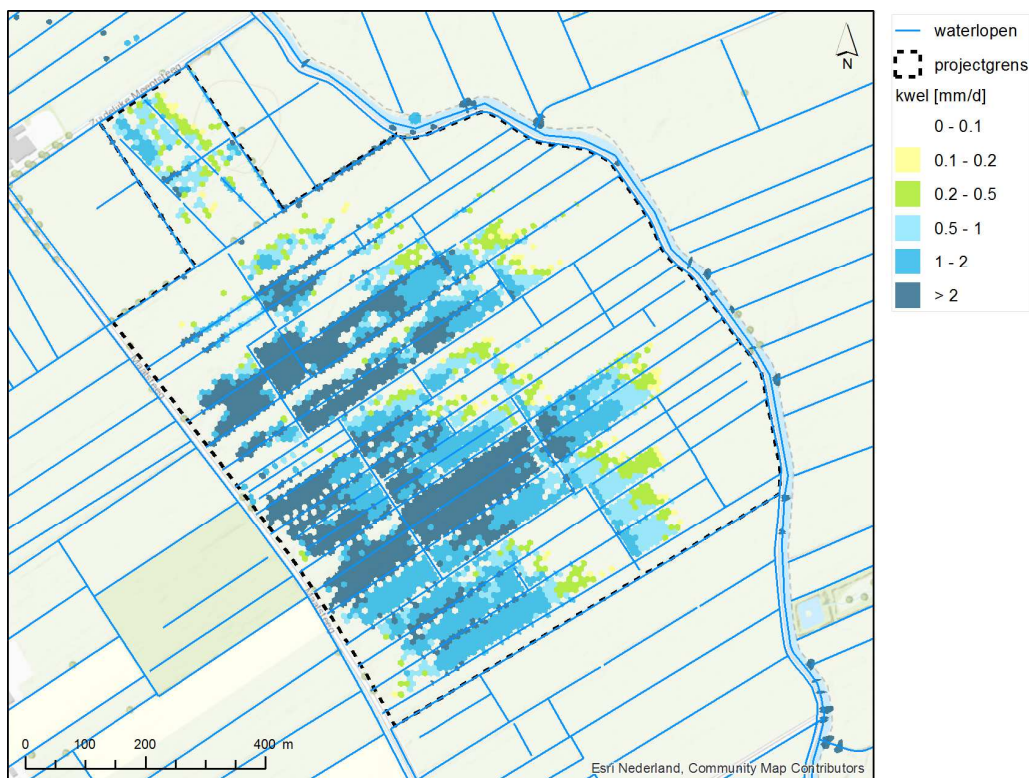 N
waterlopen
projectgrens
kwel [mm/d]
0 - 0.1
0.1 - 0.2
0.2 - 0.5
0.5 - 1
1 - 2
> 2
0 100 200 400 m
Esri Nederland, Community Map Contributors